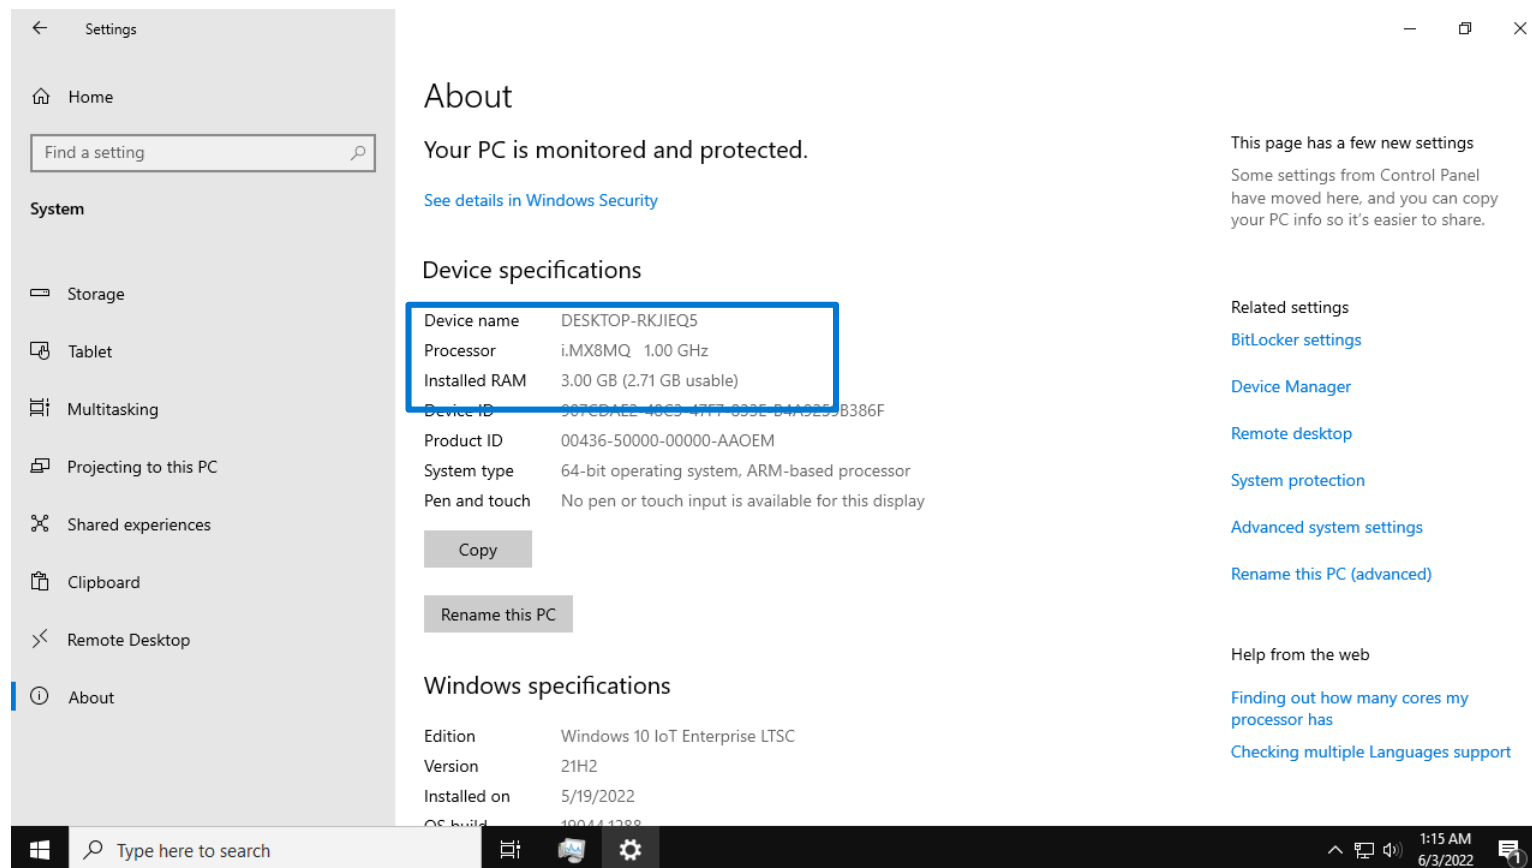 Settings
Home
Find a setting
System
Storage
Tablet
Multitasking
Projecting to this PC
Shared experiences
Clipboard
Remote Desktop
About
About
Your PC is monitored and protected.
See details in Windows Security
Device specifications
Device name DESKTOP-RKJIEQ5
Processor i.MX8MQ 1.00 GHz
Installed RAM 3.00 GB (2.71 GB usable)
Device ID
Product ID 00436-50000-00000-AAOEM
System type 64-bit operating system, ARM-based processor
Pen and touch No pen or touch input is available for this display
Copy
Rename this PC
Windows specifications
Edition Windows 10 IoT Enterprise LTSC
Version 21H2
Installed on 5/19/2022
OS build 19044.1288
This page has a few new settings
Some settings from Control Panel
have moved here, and you can copy
your PC info so it's easier to share.
Related settings
BitLocker settings
Device Manager
Remote desktop
System protection
Advanced system settings
Rename this PC (advanced)
Help from the web
Finding out how many cores my
processor has
Checking multiple Languages support
Type here to search
1:15 AM
6/3/2022
1